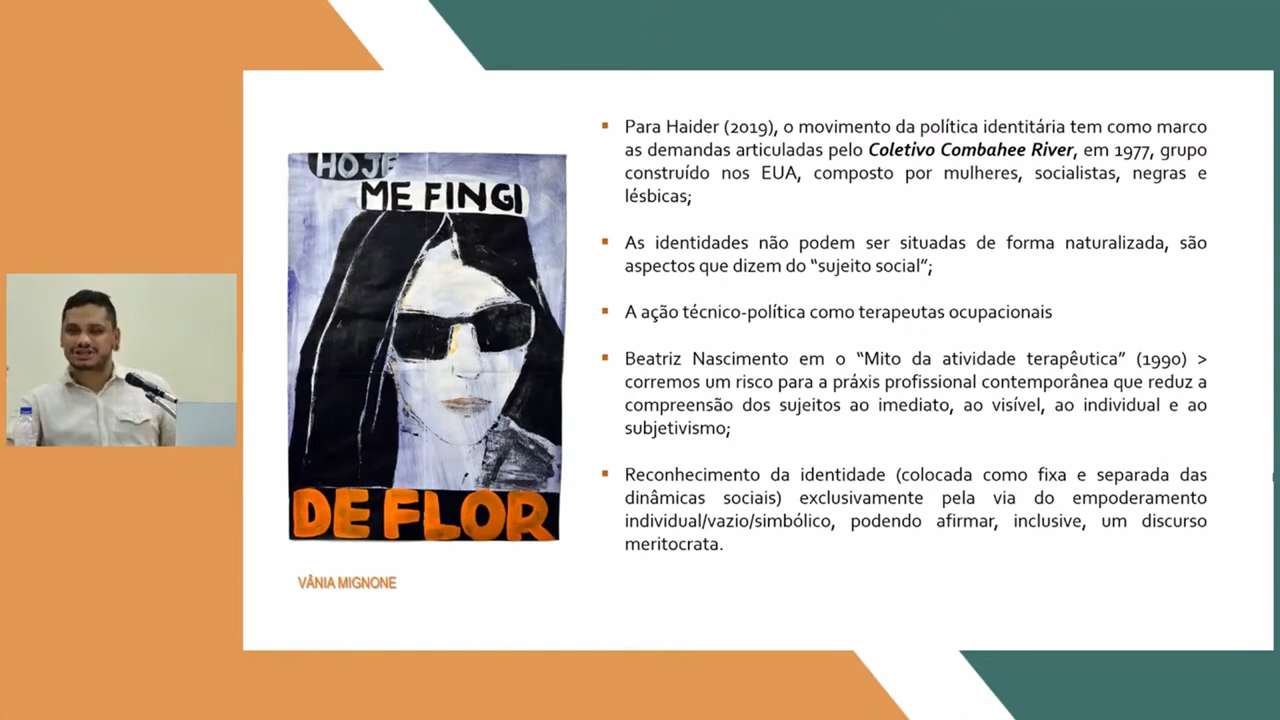 HOJE
ME FINGI
DE FLOR
VÂNIA MIGNONE
Para Haider (2019), o movimento da política identitária tem como marco
as demandas articuladas pelo Coletivo Combahee River, em 1977, grupo
construído nos EUA, composto por mulheres, socialistas, negras e
lésbicas;
As identidades não podem ser situadas de forma naturalizada, são
aspectos que dizem do “sujeito social”;
A ação técnico-política como terapeutas ocupacionais
Beatriz Nascimento em o “Mito da atividade terapêutica” (1990) >
corremos um risco para a práxis profissional contemporânea que reduz a
compreensão dos sujeitos ao imediato, ao visível, ao individual e ao
subjetivismo;
Reconhecimento da identidade (colocada como fixa e separada das
dinâmicas sociais) exclusivamente pela via do empoderamento
individual/vazio/simbólico, podendo afirmar, inclusive, um discurso
meritocrata.